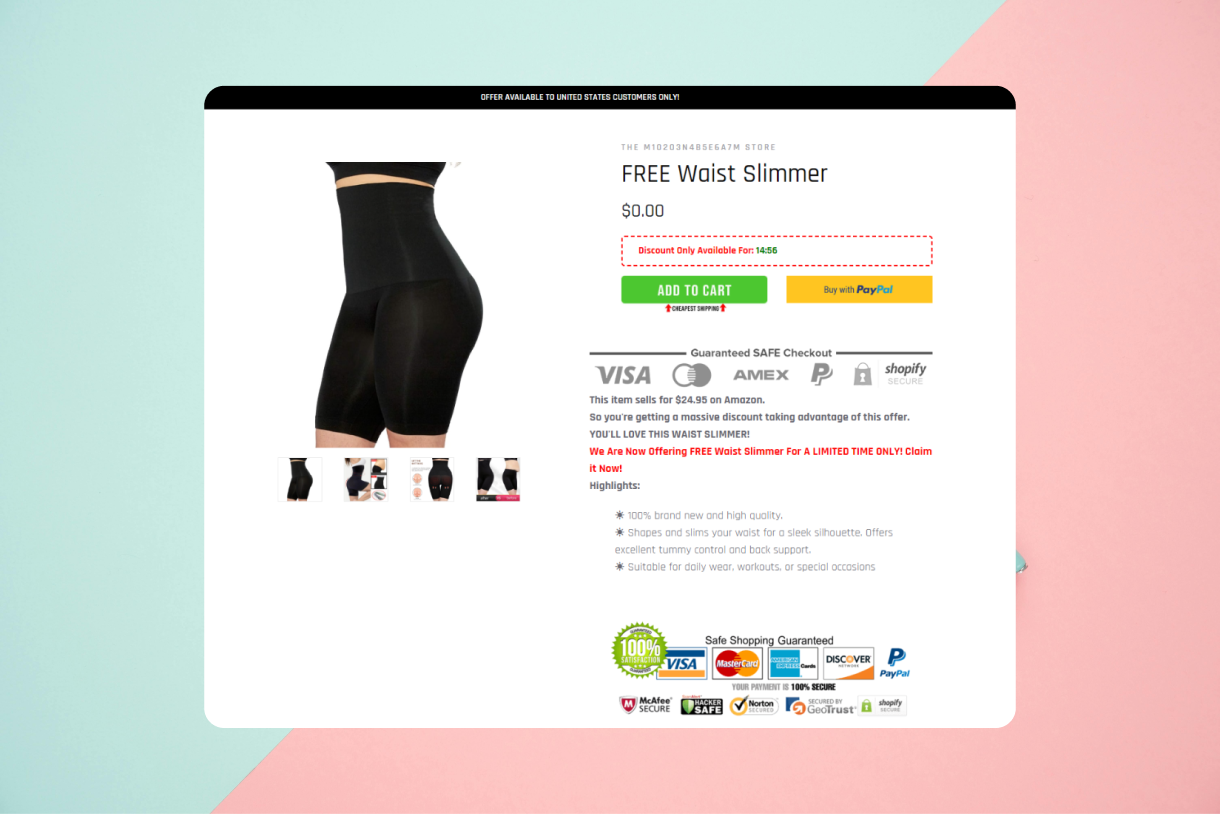 OFFER AVAILABLE TO UNITED STATES CUSTOMERS ONLY!
THE M10203N4B5E6A7M STORE
FREE Waist Slimmer
$0.00
Discount Only Available For: 14:56
ADD TO CART
Buy with PayPal
CHEAPEST SHIPPING
Guaranteed SAFE Checkout
VISA
AMEX
shopify
SECURE
This item sells for $24.95 on Amazon.
So you're getting a massive discount taking advantage of this offer.
YOU'LL LOVE THIS WAIST SLIMMER!
We Are Now Offering FREE Waist Slimmer For A LIMITED TIME ONLY! Claim
it Now!
Highlights:
☀ 100% brand new and high quality.
☀ Shapes and slims your waist for a sleek silhouette. Offers
excellent tummy control and back support.
☀ Suitable for daily wear, workouts, or special occasions
Safe Shopping Guaranteed
100%
SATISFACTION
VISA
MasterCard
Cards
DISCOVER
NETWORK
PayPal
YOUR PAYMENT IS 100% SECURE
McAfee
SECURE
HACKER
SAFE
Norton
SECURED
SECURED BY
GeoTrust
shopify
SECURE